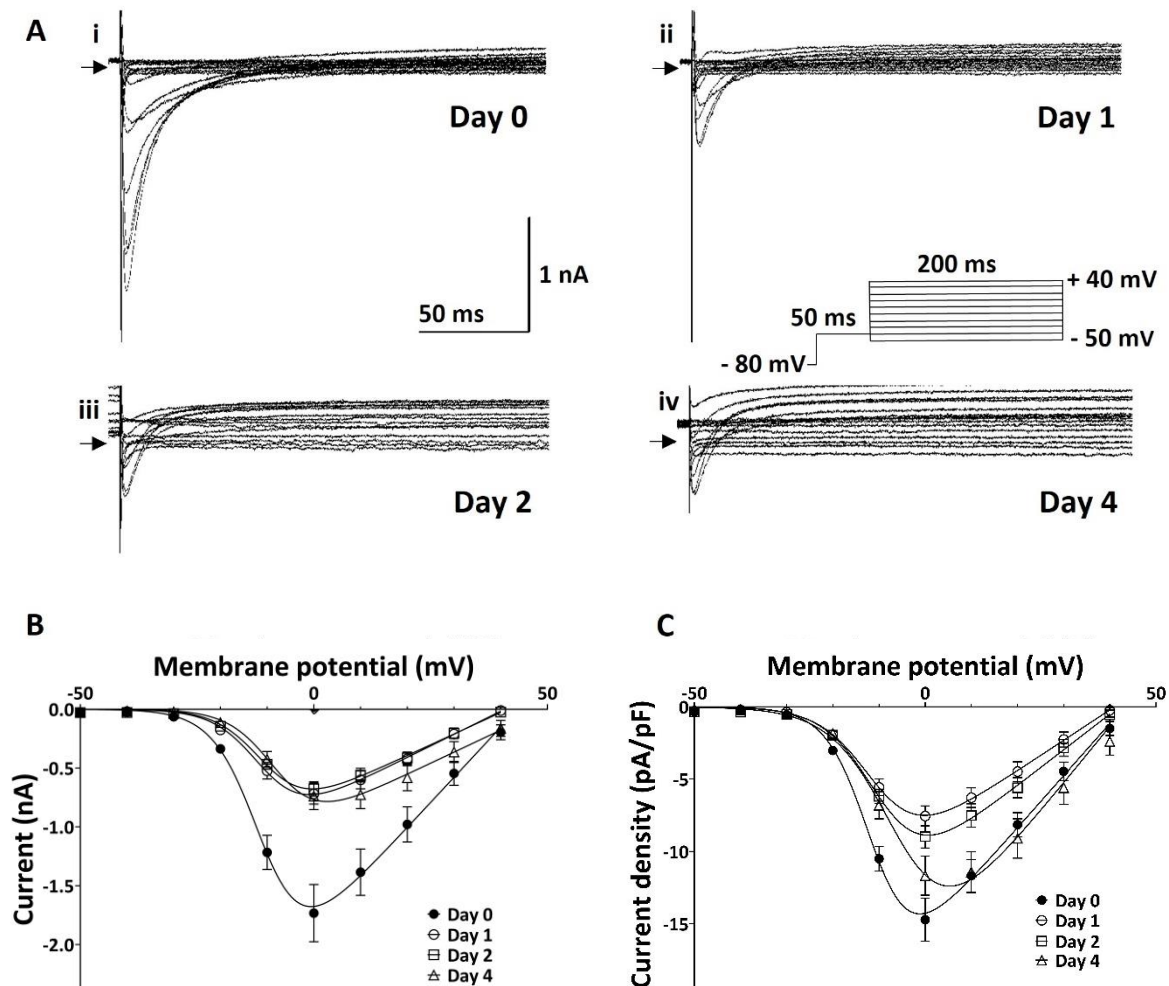 A
i
ii
Day 0
Day 1
1 nA
50 ms
200 ms
+ 40 mV
50 ms
- 50 mV
- 80 mV
iii
iv
Day 2
Day 4
B
C
Membrane potential (mV)
Membrane potential (mV)
-50 0 50
-50 0 50
0.0
-0.5
-1.0
-1.5
-2.0
Current (nA)
Day 0
Day 1
Day 2
Day 4
0
-5
-10
-15
Current density (pA/pF)
Day 0
Day 1
Day 2
Day 4